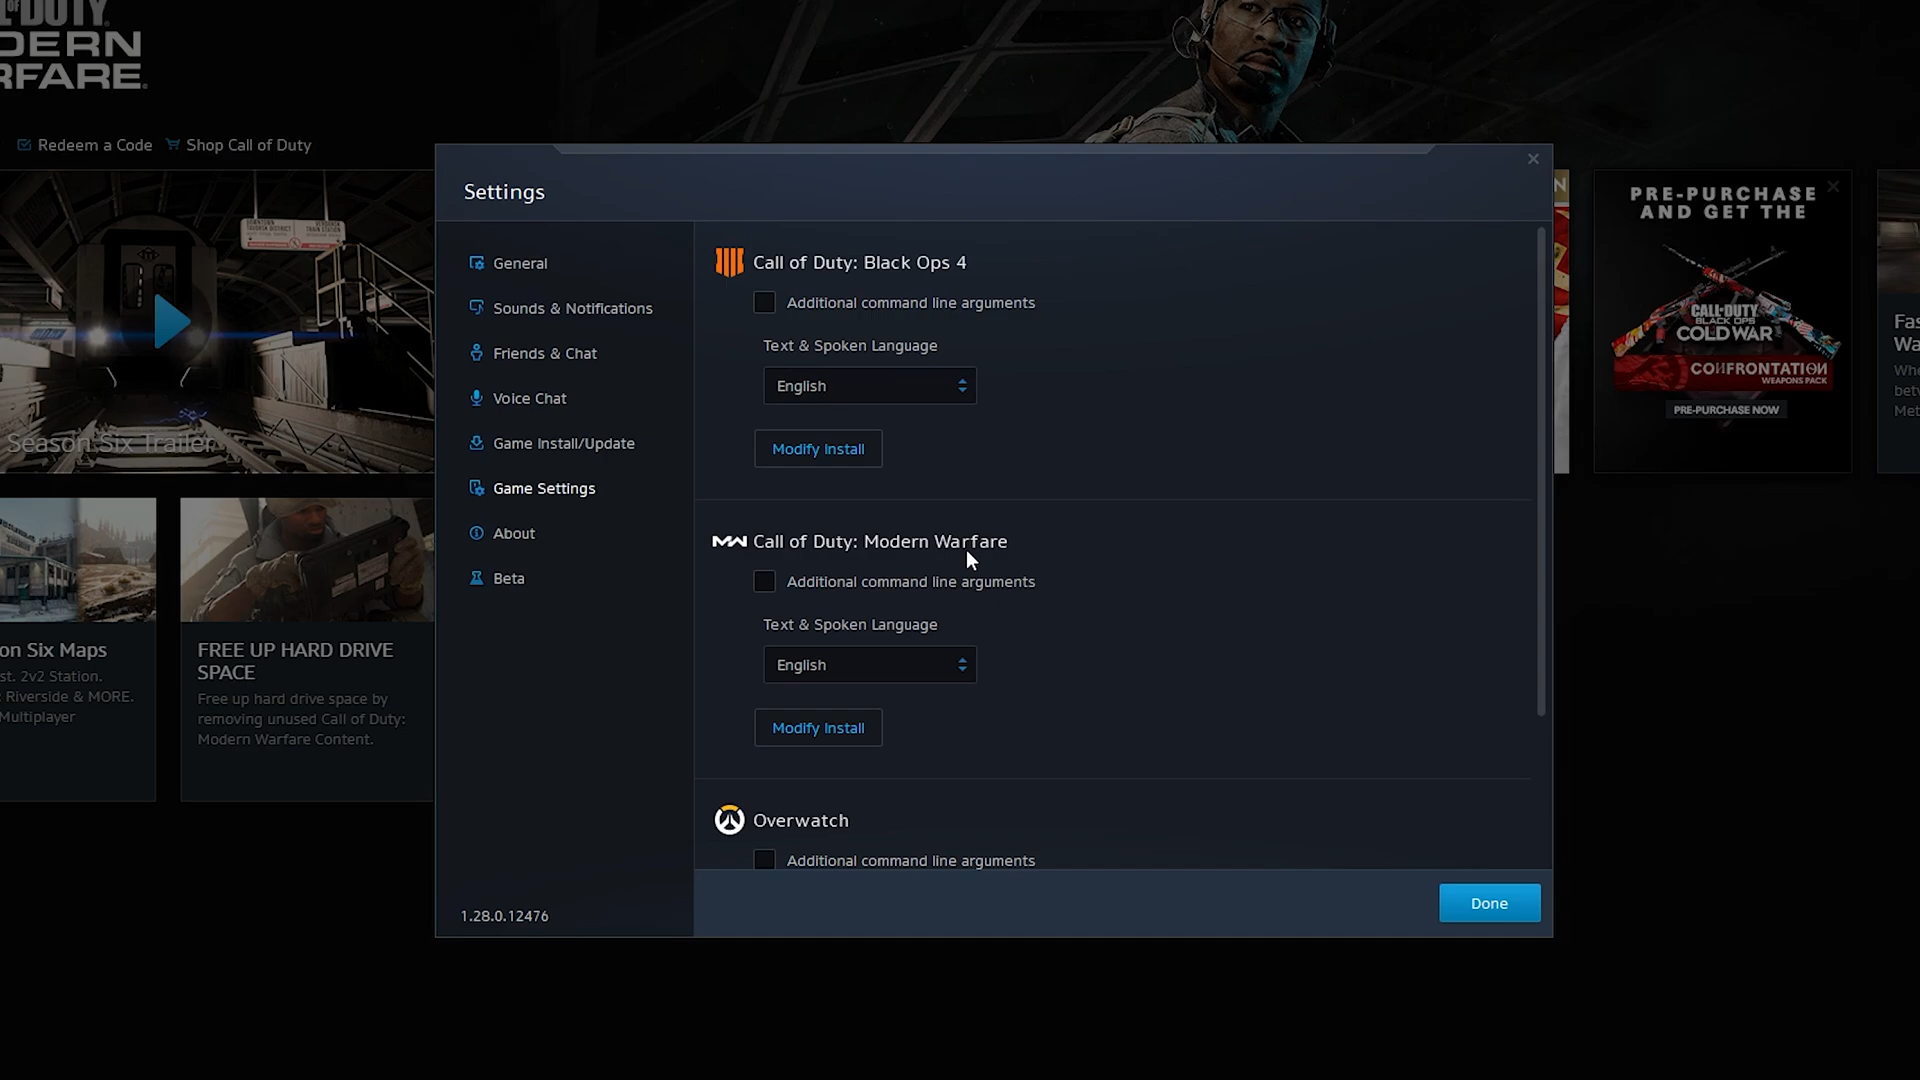 OF DUTY
DERN
RFARE.
Redeem a Code
Shop Call of Duty
Season Six Trailer
on Six Maps
st. 2v2 Station.
: Riverside & MORE.
Multiplayer
FREE UP HARD DRIVE
SPACE
Free up hard drive space by
removing unused Call of Duty:
Modern Warfare Content.
Settings
General
Sounds & Notifications
Friends & Chat
Voice Chat
Game Install/Update
Game Settings
About
Beta
1.28.0.12476
Call of Duty: Black Ops 4
Additional command line arguments
Text & Spoken Language
English
Modify Install
Call of Duty: Modern Warfare
Additional command line arguments
Text & Spoken Language
English
Modify Install
Overwatch
Additional command line arguments
Done
N
PRE-PURCHASE
AND GET THE
CALL OF DUTY
BLACK OPS
COLD WAR
CONFRONTATION
WEAPONS PACK
PRE-PURCHASE NOW
Fas
Wa
Whe
betv
Met